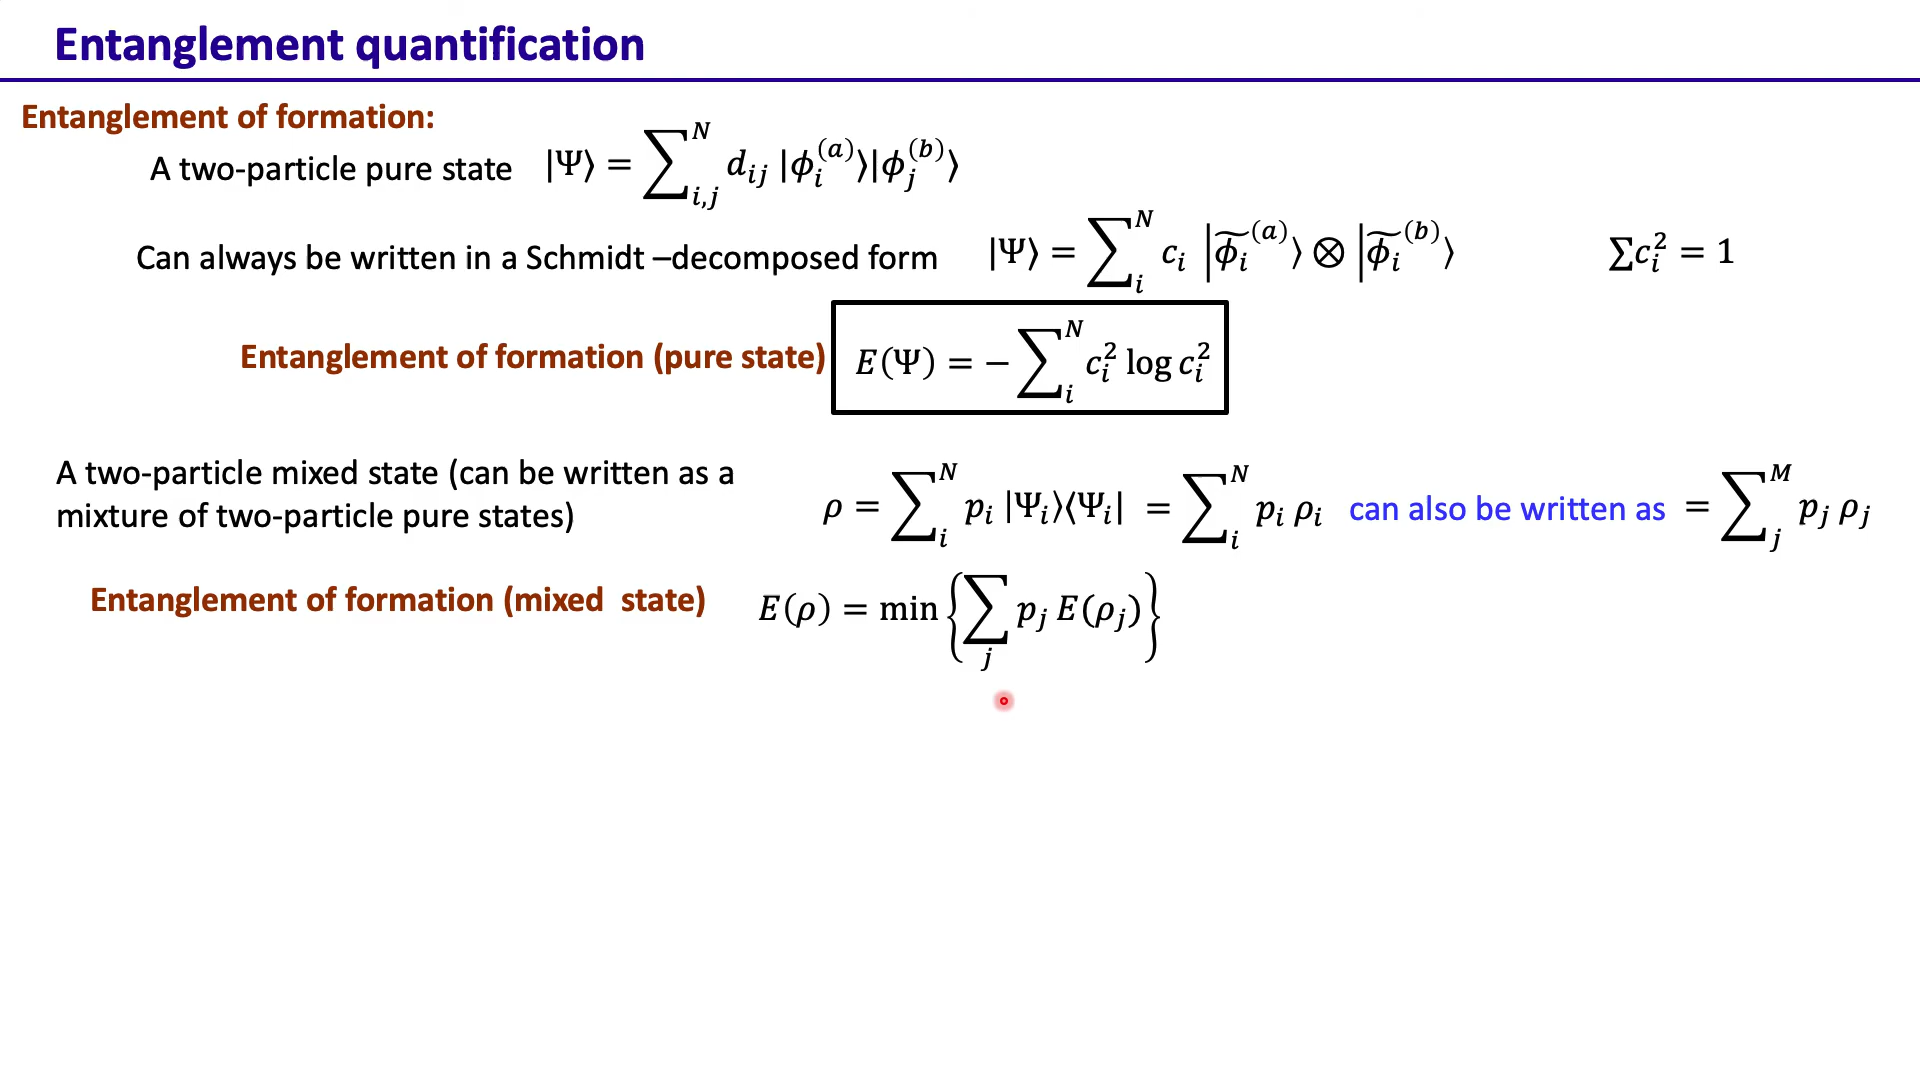 Entanglement quantification
Entanglement of formation:
A two-particle pure state |Ψ⟩ = ∑_{i,j}^{N} d_{ij} |ϕ_i^{(a)}⟩|ϕ_j^{(b)}⟩
Can always be written in a Schmidt –decomposed form |Ψ⟩ = ∑_i^N c_i |ϕ̃_i^{(a)}⟩ ⊗ |ϕ̃_i^{(b)}⟩ ∑c_i^2 = 1
Entanglement of formation (pure state) E(Ψ) = − ∑_i^N c_i^2 log c_i^2
A two-particle mixed state (can be written as a
mixture of two-particle pure states)
ρ = ∑_i^N p_i |Ψ_i⟩⟨Ψ_i| = ∑_i^N p_i ρ_i can also be written as = ∑_j^M p_j ρ_j
Entanglement of formation (mixed state) E(ρ) = min {∑_j p_j E(ρ_j)}